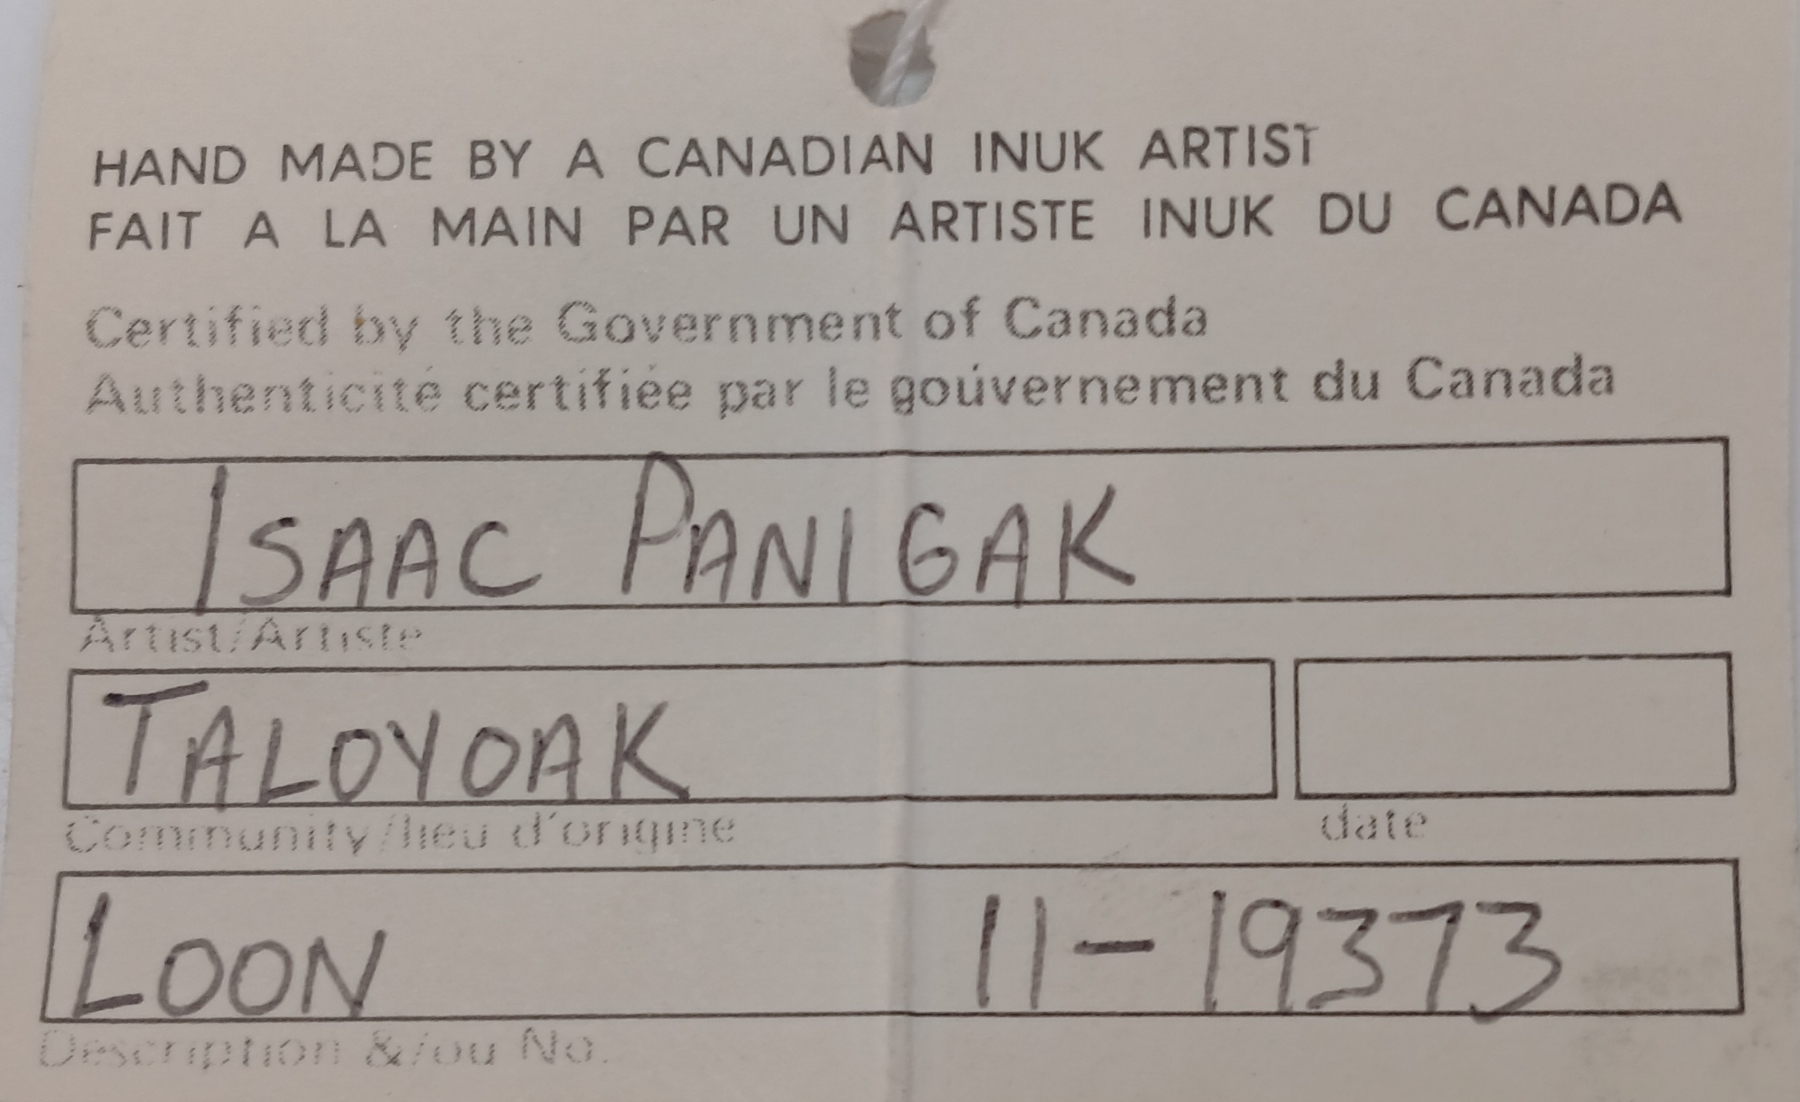 HAND MADE BY A CANADIAN INUK ARTIST
FAIT A LA MAIN PAR UN ARTISTE INUK DU CANADA
Certified by the Government of Canada
Authenticité certifiée par le gouvernement du Canada
ISAAC PANIGAK
Artist/Artiste
TALOYOAK
Community/lieu d'origine date
LOON 11-19373
Description &/ou No.